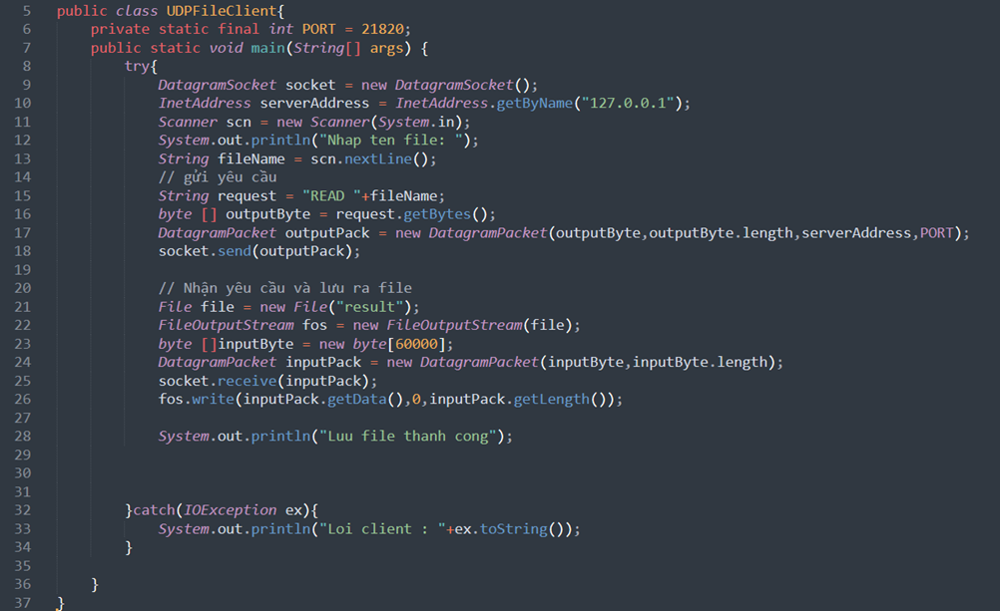 5 public class UDPFileClient{
6     private static final int PORT = 21820;
7     public static void main(String[] args) {
8         try{
9             DatagramSocket socket = new DatagramSocket();
10             InetAddress serverAddress = InetAddress.getByName("127.0.0.1");
11             Scanner scn = new Scanner(System.in);
12             System.out.println("Nhap ten file: ");
13             String fileName = scn.nextLine();
14             // gửi yêu cầu
15             String request = "READ "+fileName;
16             byte [] outputByte = request.getBytes();
17             DatagramPacket outputPack = new DatagramPacket(outputByte,outputByte.length,serverAddress,PORT);
18             socket.send(outputPack);
19
20             // Nhận yêu cầu và lưu ra file
21             File file = new File("result");
22             FileOutputStream fos = new FileOutputStream(file);
23             byte []inputByte = new byte[60000];
24             DatagramPacket inputPack = new DatagramPacket(inputByte,inputByte.length);
25             socket.receive(inputPack);
26             fos.write(inputPack.getData(),0,inputPack.getLength());
27
28             System.out.println("Luu file thanh cong");
29
30
31
32         }catch(IOException ex){
33             System.out.println("Loi client : "+ex.toString());
34         }
35
36     }
37 }